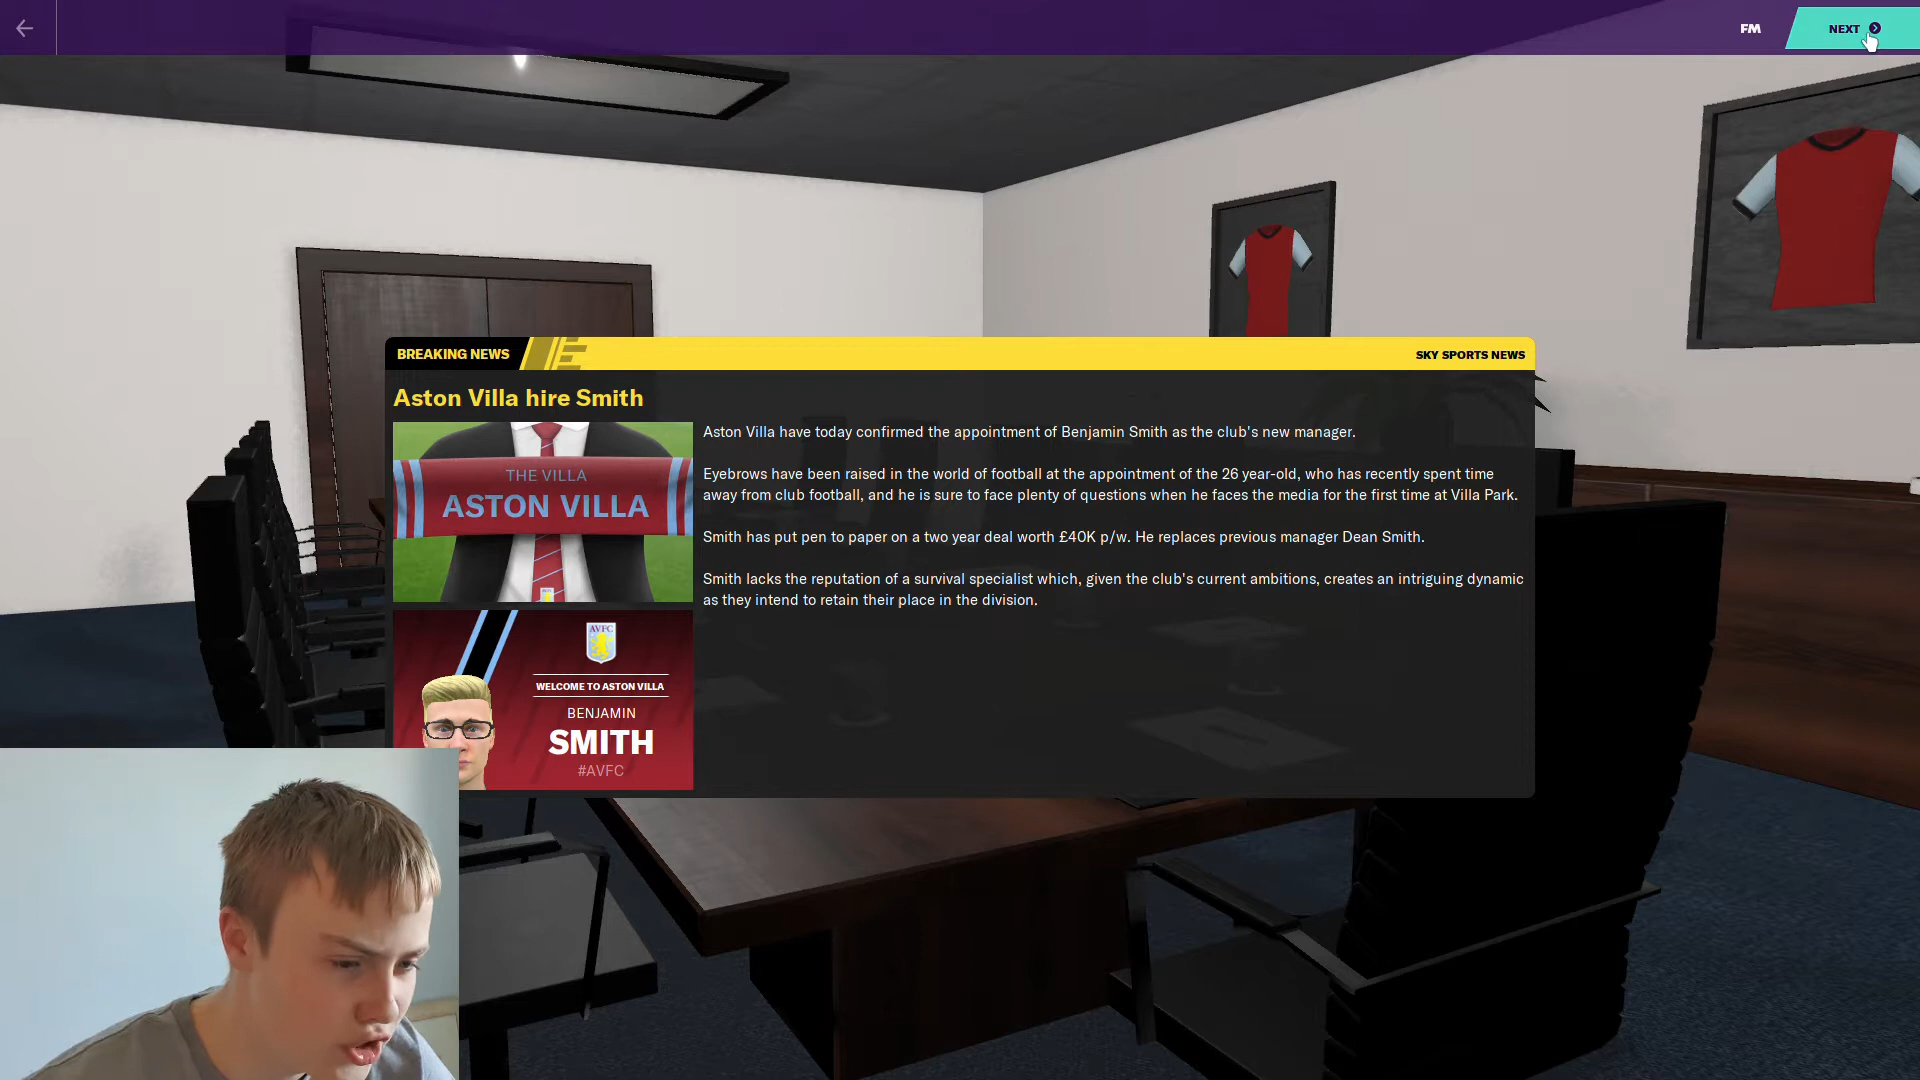 FM
NEXT
BREAKING NEWS
SKY SPORTS NEWS
Aston Villa hire Smith
THE VILLA
ASTON VILLA
Aston Villa have today confirmed the appointment of Benjamin Smith as the club's new manager.
Eyebrows have been raised in the world of football at the appointment of the 26 year-old, who has recently spent time
away from club football, and he is sure to face plenty of questions when he faces the media for the first time at Villa Park.
Smith has put pen to paper on a two year deal worth £40K p/w. He replaces previous manager Dean Smith.
Smith lacks the reputation of a survival specialist which, given the club's current ambitions, creates an intriguing dynamic
as they intend to retain their place in the division.
AVFC
WELCOME TO ASTON VILLA
BENJAMIN
SMITH
#AVFC